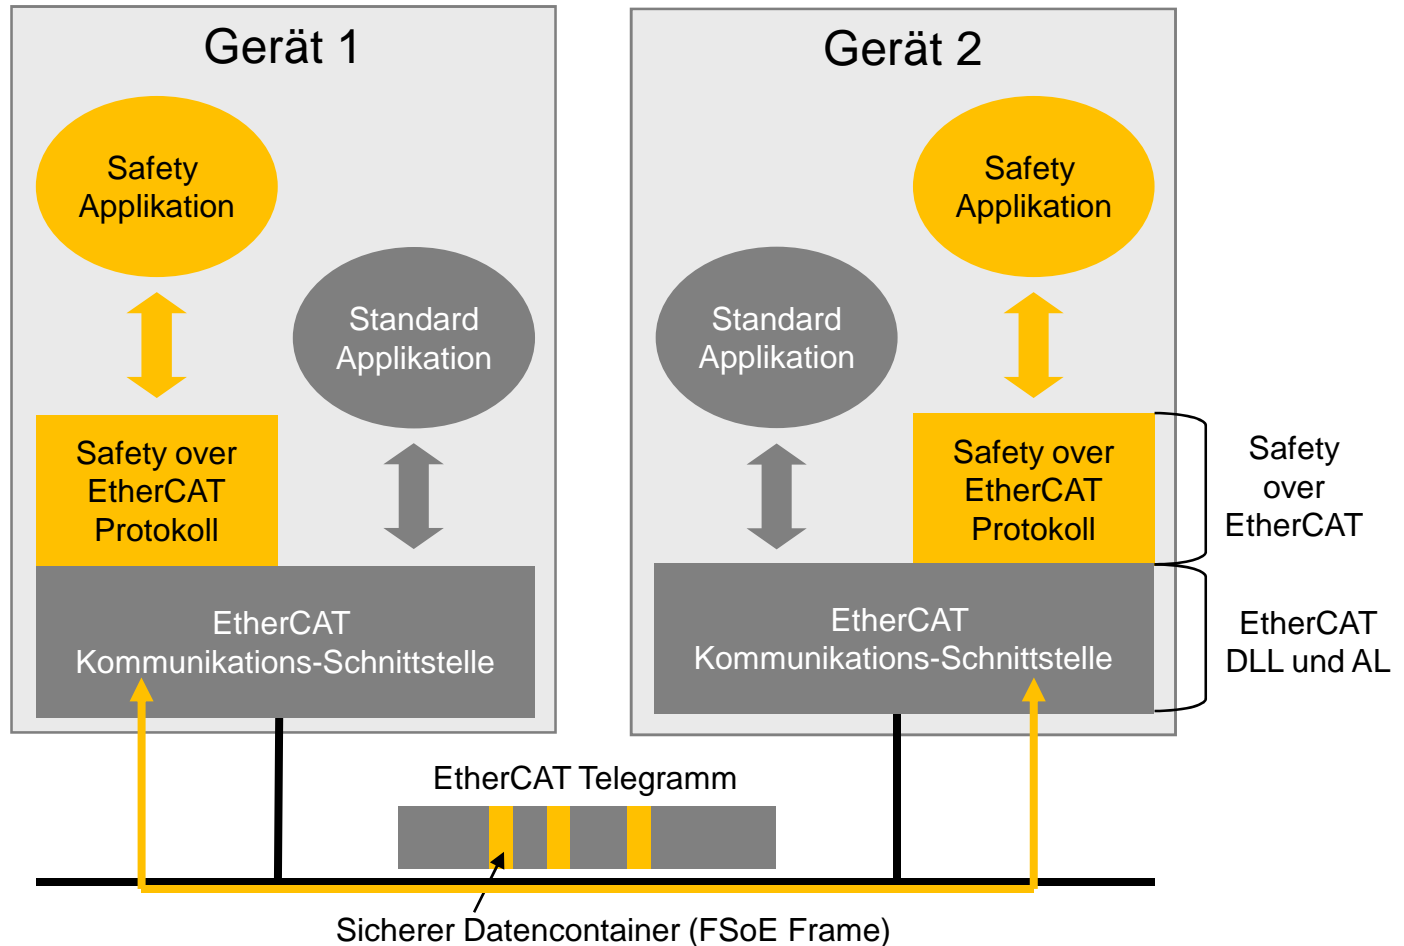 Gerät 1
Safety
Applikation
Standard
Applikation
Safety over
EtherCAT
Protokoll
EtherCAT
Kommunikations-Schnittstelle
Gerät 2
Safety
Applikation
Standard
Applikation
Safety over
EtherCAT
Protokoll
EtherCAT
Kommunikations-Schnittstelle
Safety
over
EtherCAT
EtherCAT
DLL und AL
EtherCAT Telegramm
Sicherer Datencontainer (FSoE Frame)